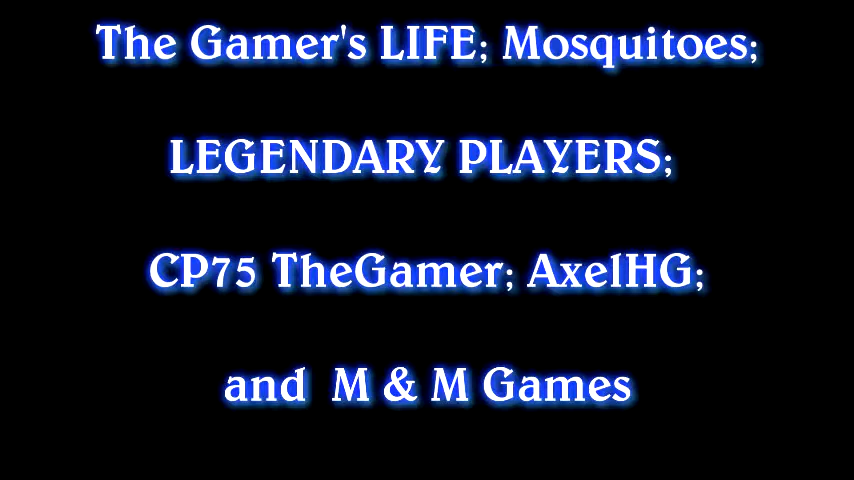 The Gamer's LIFE; Mosquitoes;
LEGENDARY PLAYERS;
CP75 TheGamer; AxelHG;
and  M & M Games